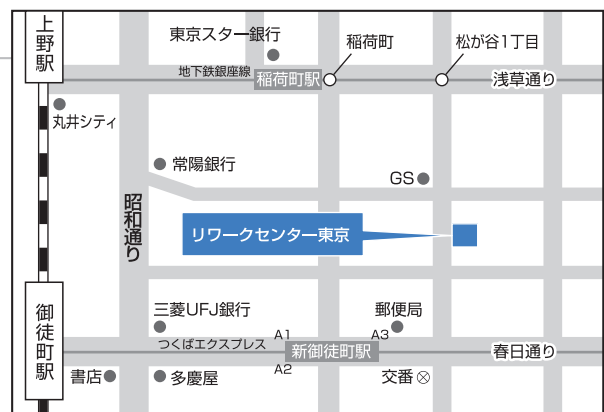 上野駅
東京スター銀行
稲荷町
松が谷1丁目
地下鉄銀座線
稲荷町駅
浅草通り
丸井シティ
常陽銀行
GS
昭和通り
リワークセンター東京
御徒町駅
三菱UFJ銀行
郵便局
つくばエクスプレス
A1
A3
新御徒町駅
春日通り
A2
書店
多慶屋
交番